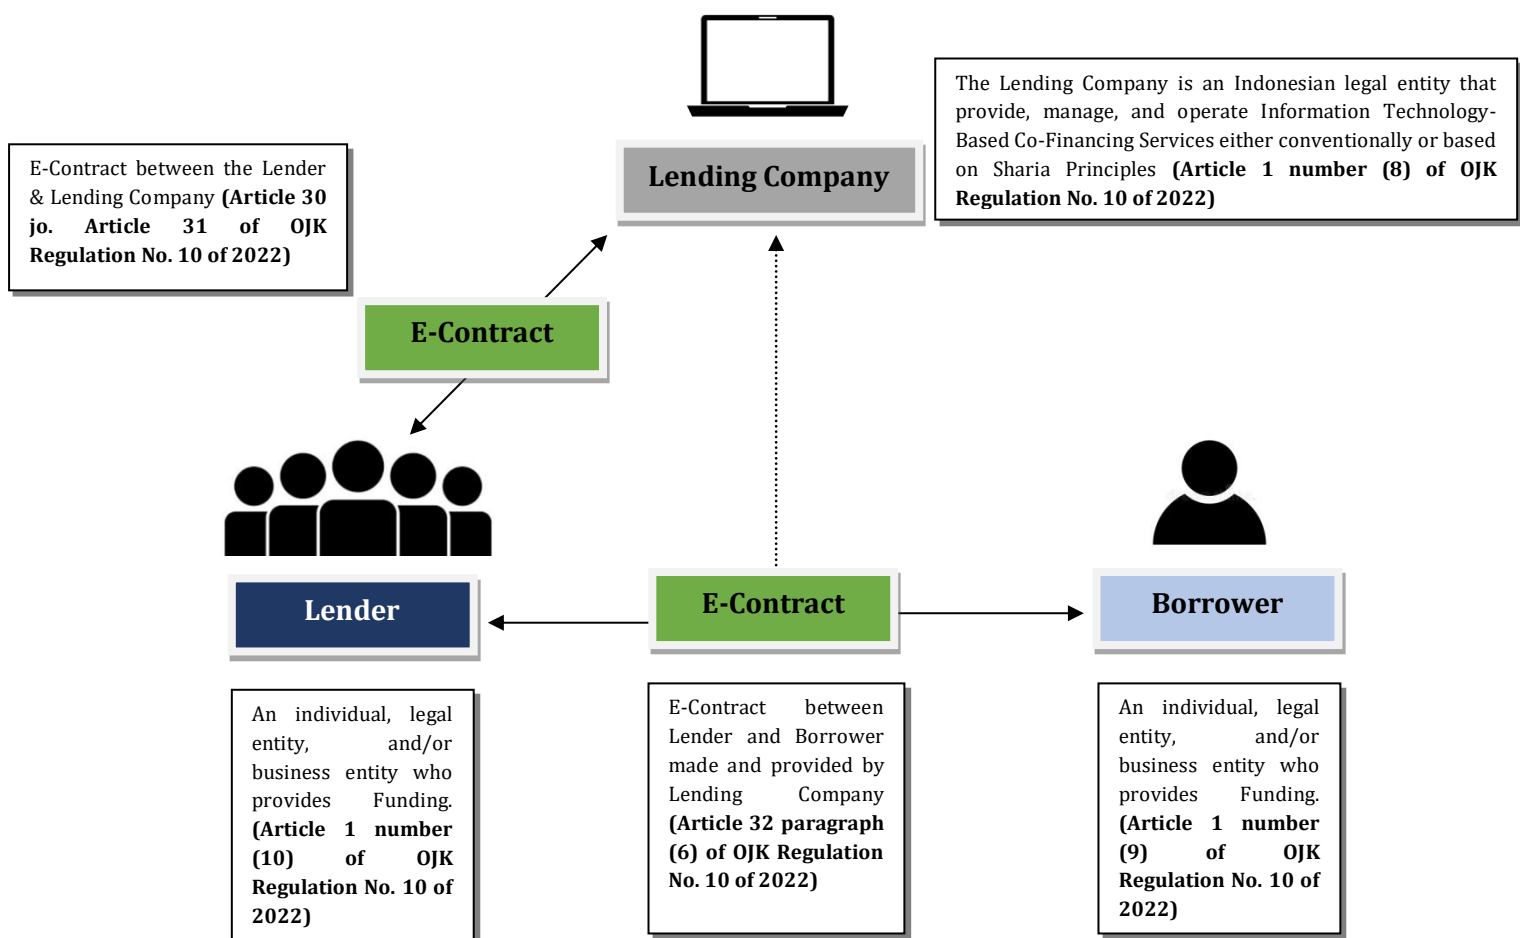 The Lending Company is an Indonesian legal entity that
provide, manage, and operate Information Technology-
Based Co-Financing Services either conventionally or based
on Sharia Principles (Article 1 number (8) of OJK
Regulation No. 10 of 2022)
Lending Company
E-Contract between the Lender
& Lending Company (Article 30
jo. Article 31 of OJK
Regulation No. 10 of 2022)
E-Contract
Lender
E-Contract
Borrower
An individual, legal
entity, and/or
business entity who
provides Funding.
(Article 1 number
(10) of OJK
Regulation No. 10 of
2022)
E-Contract between
Lender and Borrower
made and provided by
Lending Company
(Article 32 paragraph
(6) of OJK Regulation
No. 10 of 2022)
An individual, legal
entity, and/or
business entity who
provides Funding.
(Article 1 number
(9) of OJK
Regulation No. 10 of
2022)